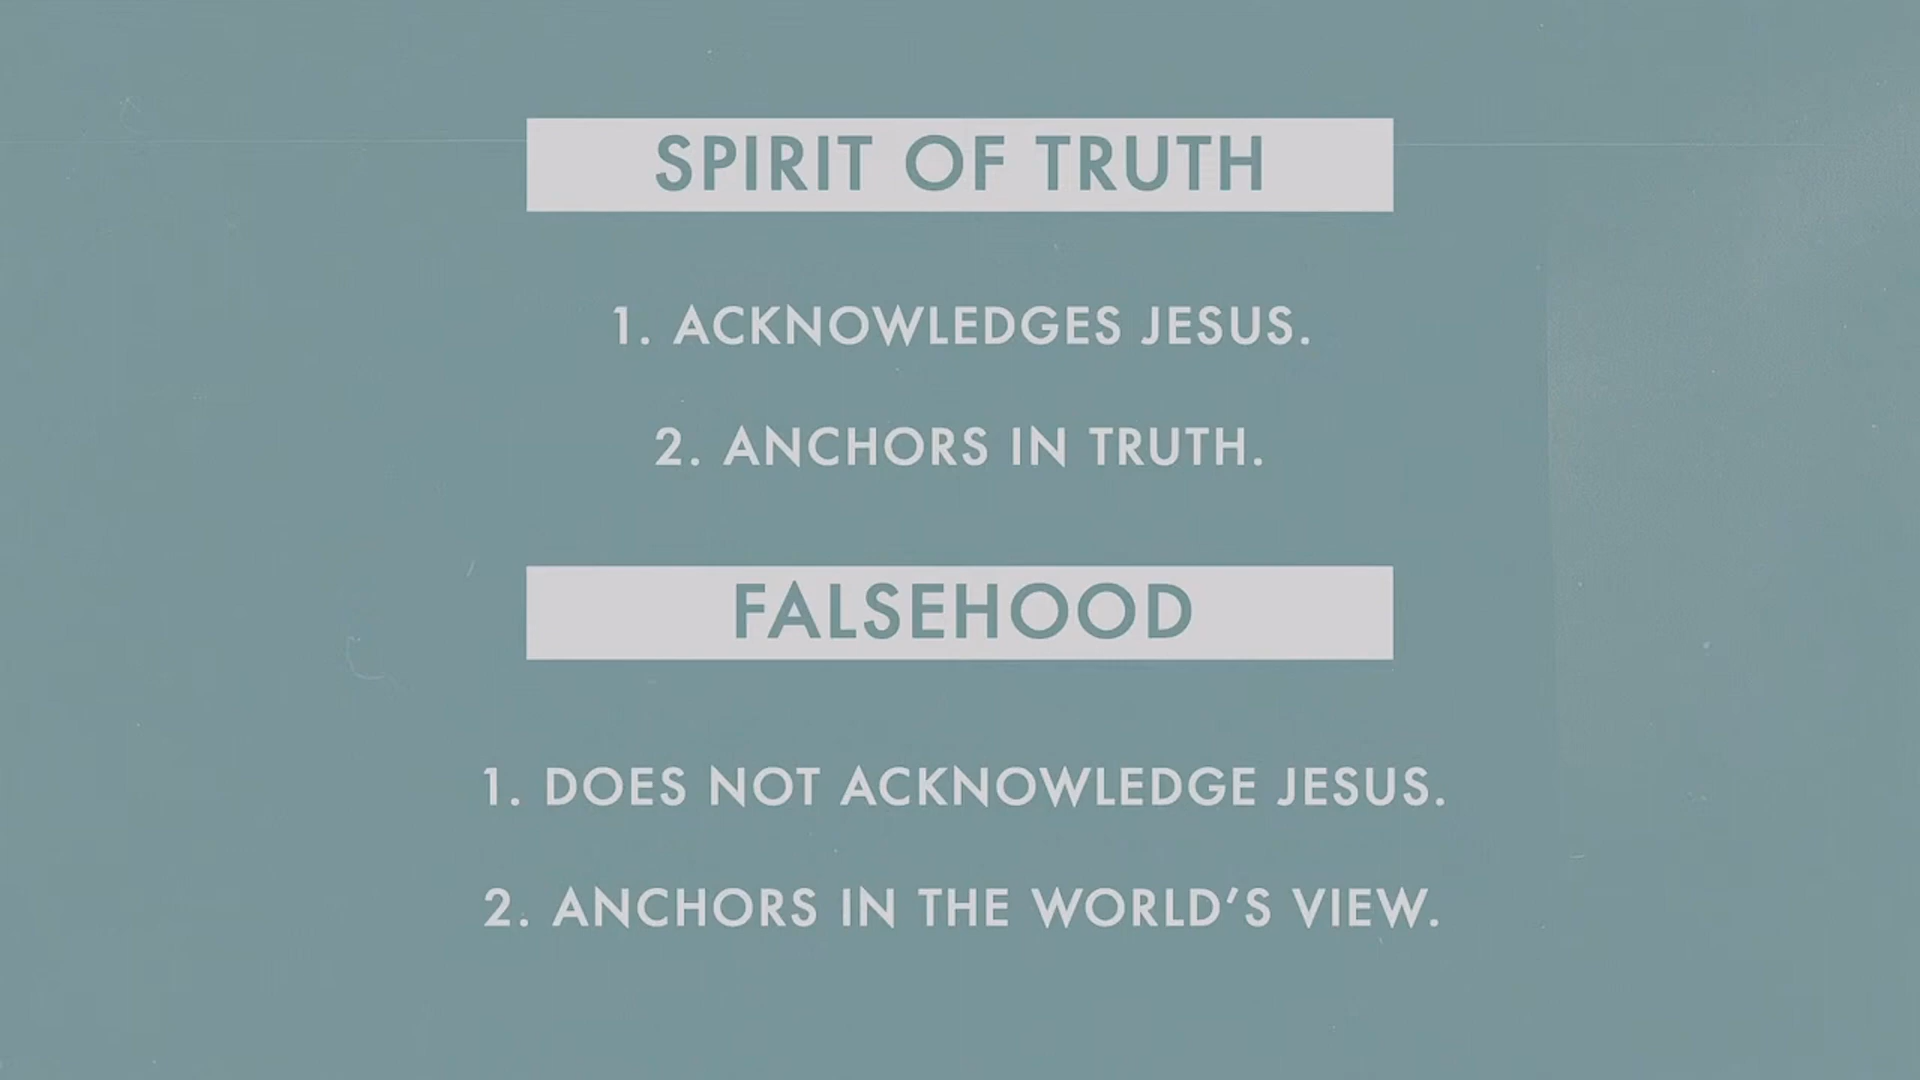 SPIRIT OF TRUTH
1. ACKNOWLEDGES JESUS.
2. ANCHORS IN TRUTH.
FALSEHOOD
1. DOES NOT ACKNOWLEDGE JESUS.
2. ANCHORS IN THE WORLD’S VIEW.